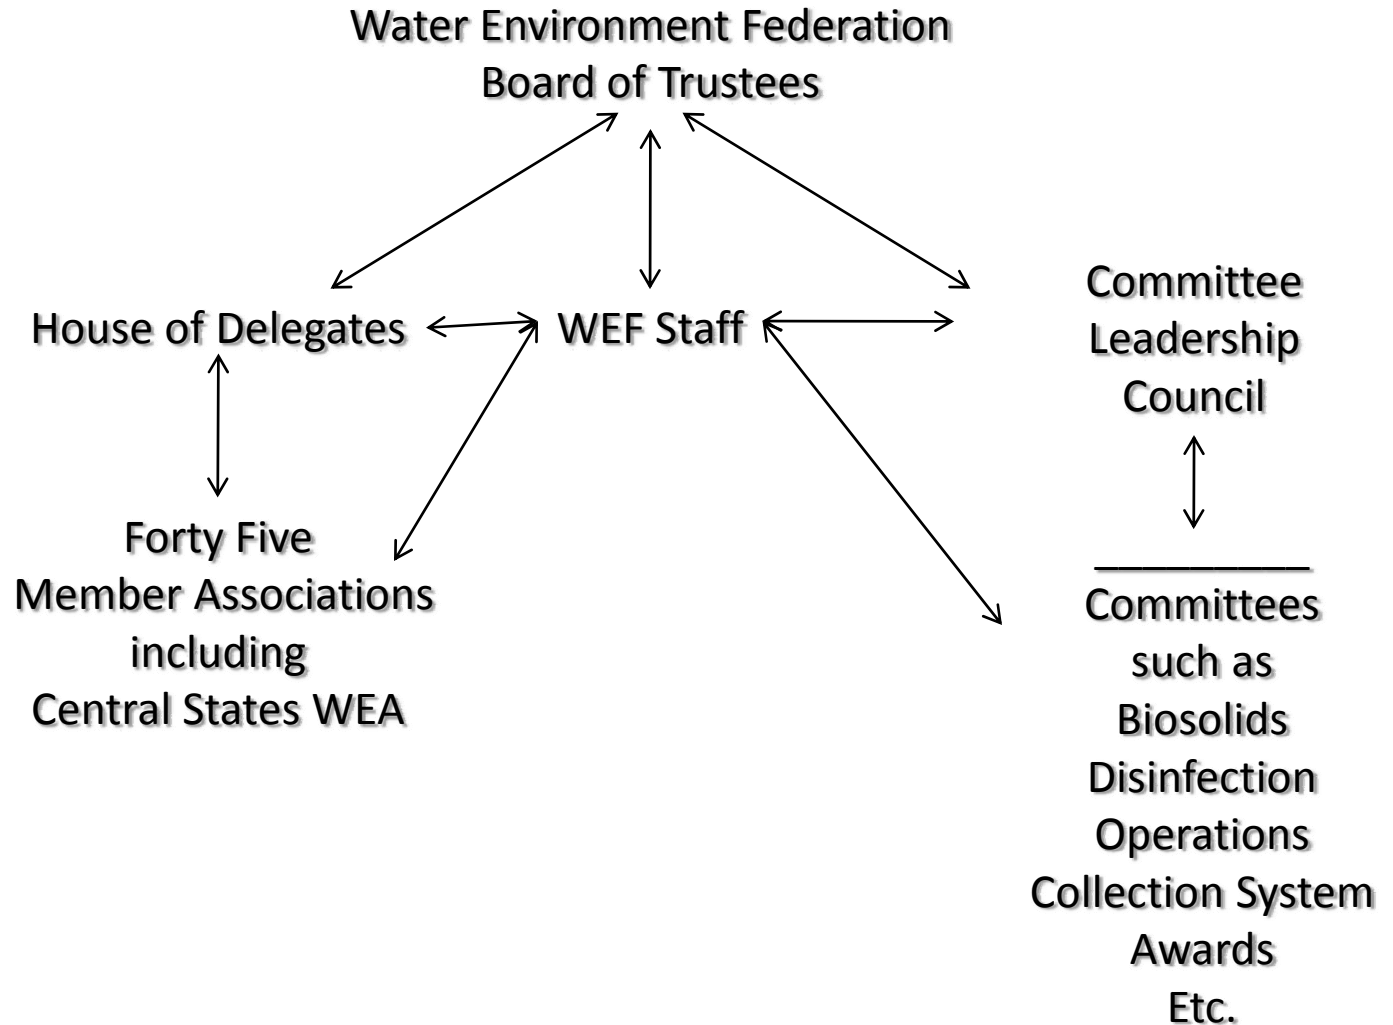 Water Environment Federation
Board of Trustees
House of Delegates
WEF Staff
Committee
Leadership
Council
Forty Five
Member Associations
including
Central States WEA
_________
Committees
such as
Biosolids
Disinfection
Operations
Collection System
Awards
Etc.